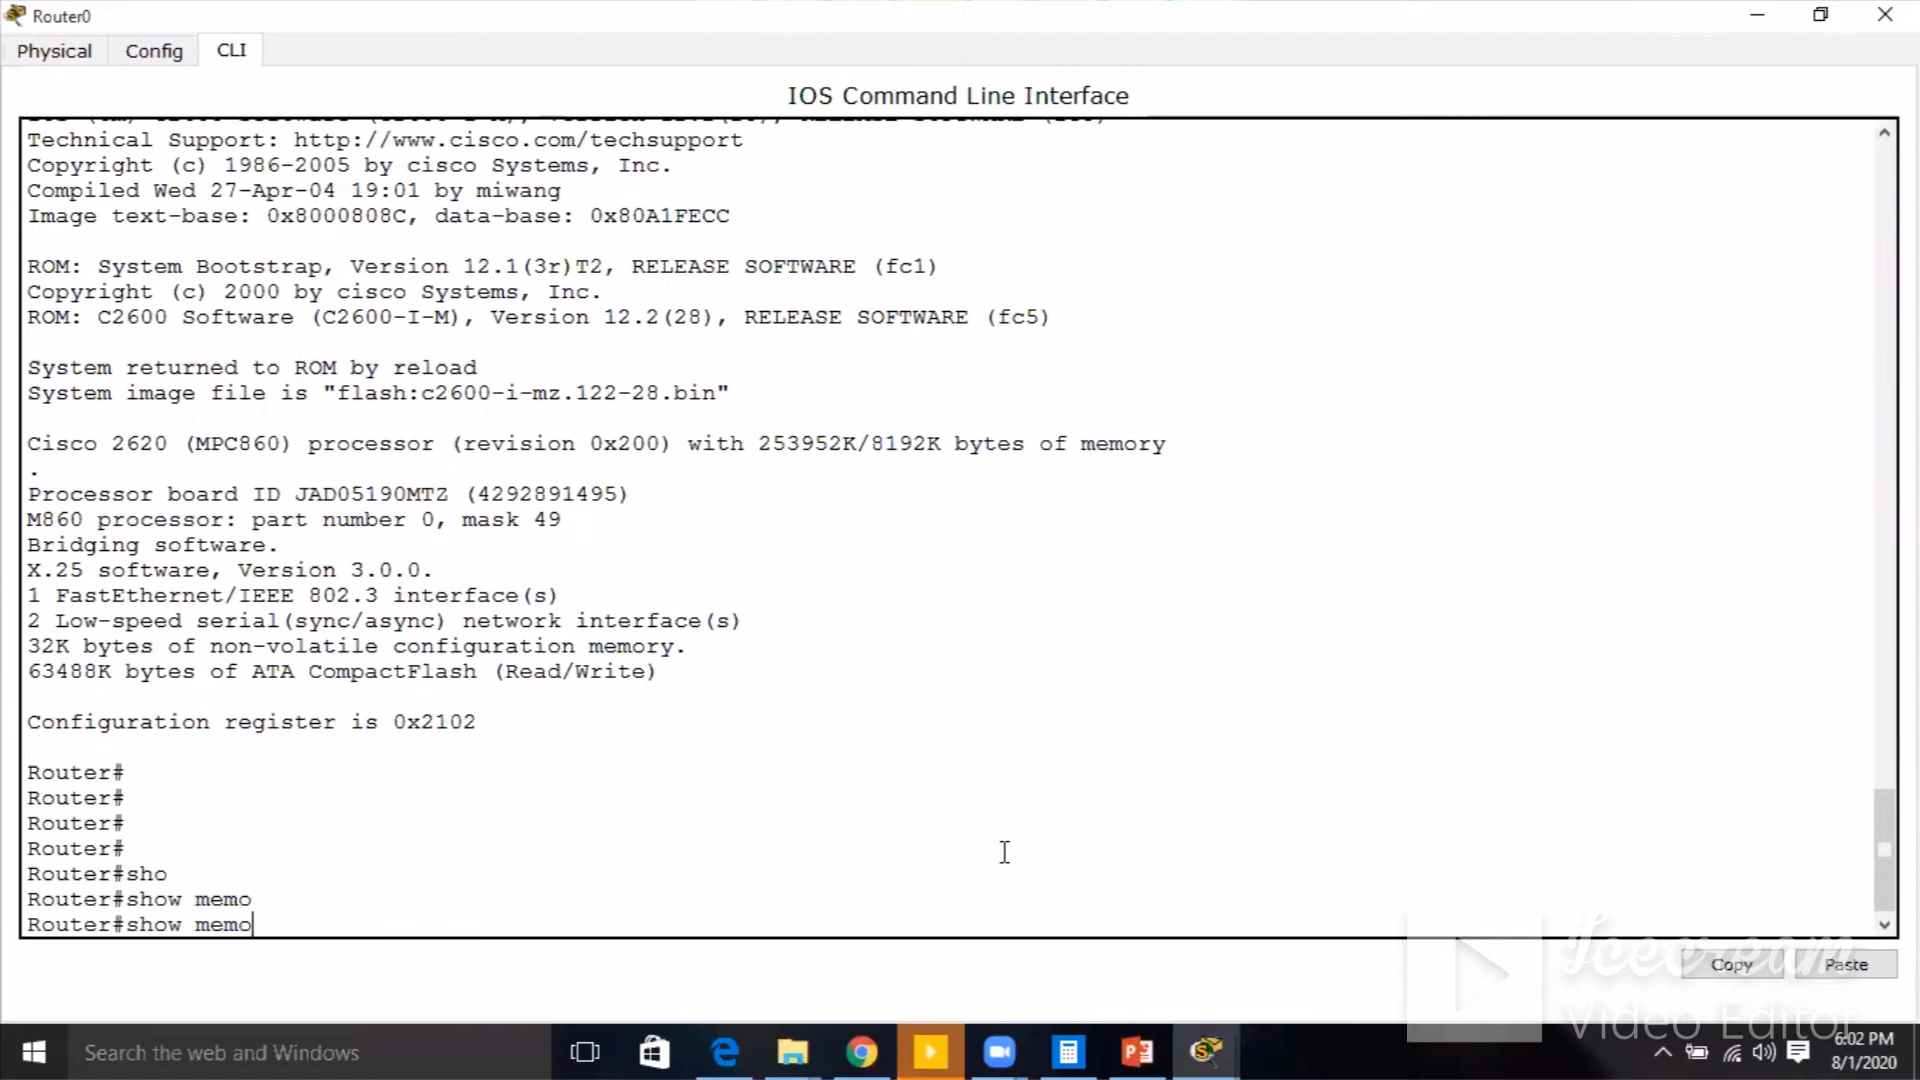 Router0
Physical Config CLI
IOS Command Line Interface
Technical Support: http://www.cisco.com/techsupport
Copyright (c) 1986-2005 by cisco Systems, Inc.
Compiled Wed 27-Apr-04 19:01 by miwang
Image text-base: 0x8000808C, data-base: 0x80A1FECC
ROM: System Bootstrap, Version 12.1(3r)T2, RELEASE SOFTWARE (fc1)
Copyright (c) 2000 by cisco Systems, Inc.
ROM: C2600 Software (C2600-I-M), Version 12.2(28), RELEASE SOFTWARE (fc5)
System returned to ROM by reload
System image file is "flash:c2600-i-mz.122-28.bin"
Cisco 2620 (MPC860) processor (revision 0x200) with 253952K/8192K bytes of memory
.
Processor board ID JAD05190MTZ (4292891495)
M860 processor: part number 0, mask 49
Bridging software.
X.25 software, Version 3.0.0.
1 FastEthernet/IEEE 802.3 interface(s)
2 Low-speed serial(sync/async) network interface(s)
32K bytes of non-volatile configuration memory.
63488K bytes of ATA CompactFlash (Read/Write)
Configuration register is 0x2102
Router#
Router#
Router#
Router#
Router#sho
Router#show memo
Router#show memo
Copy Paste
Icecream
Video Editor
Search the web and Windows
6:02 PM
8/1/2020